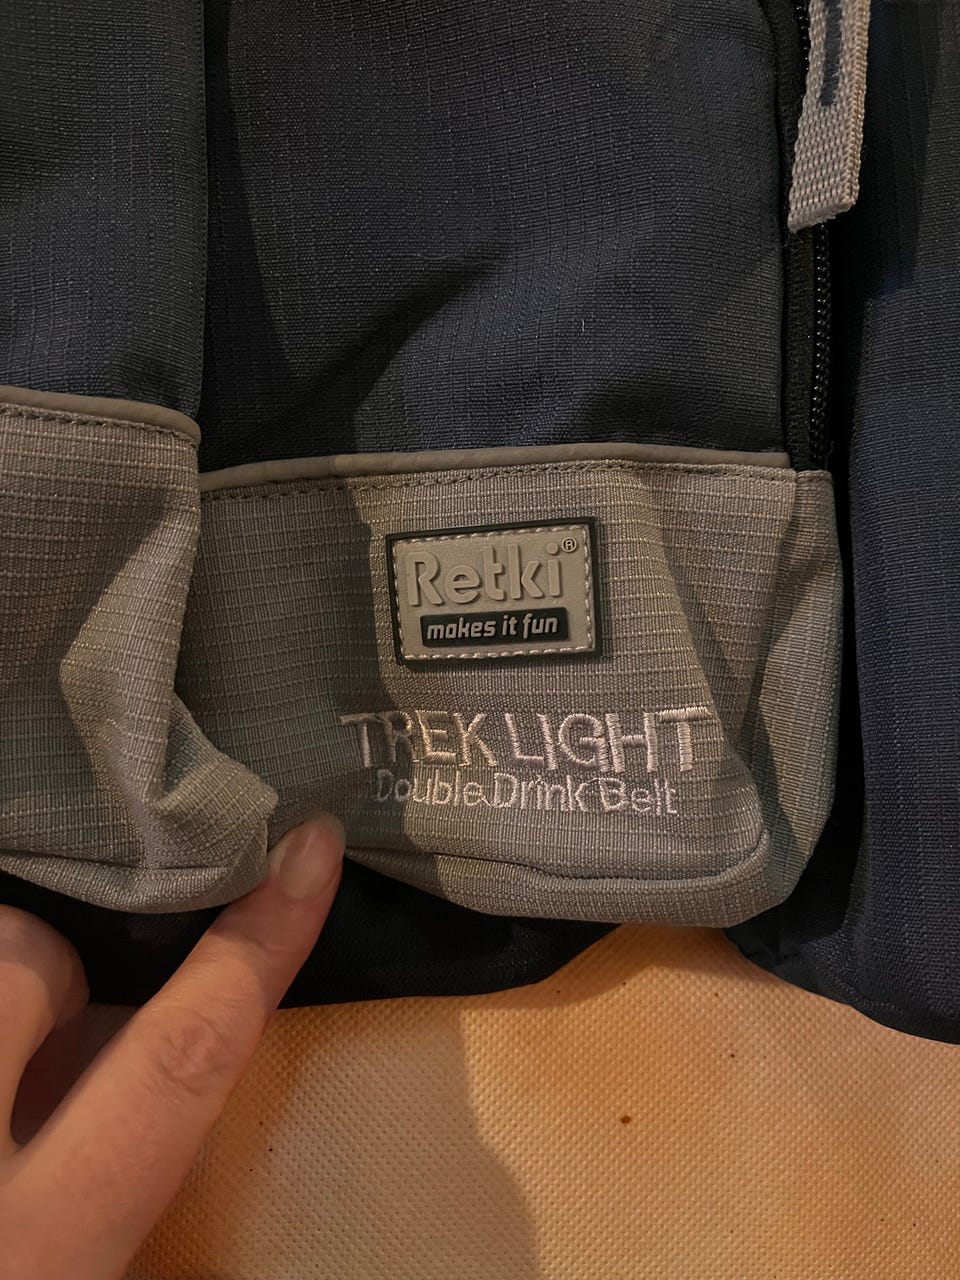 Retki®
makes it fun
TREK LIGHT
Double Drink Belt